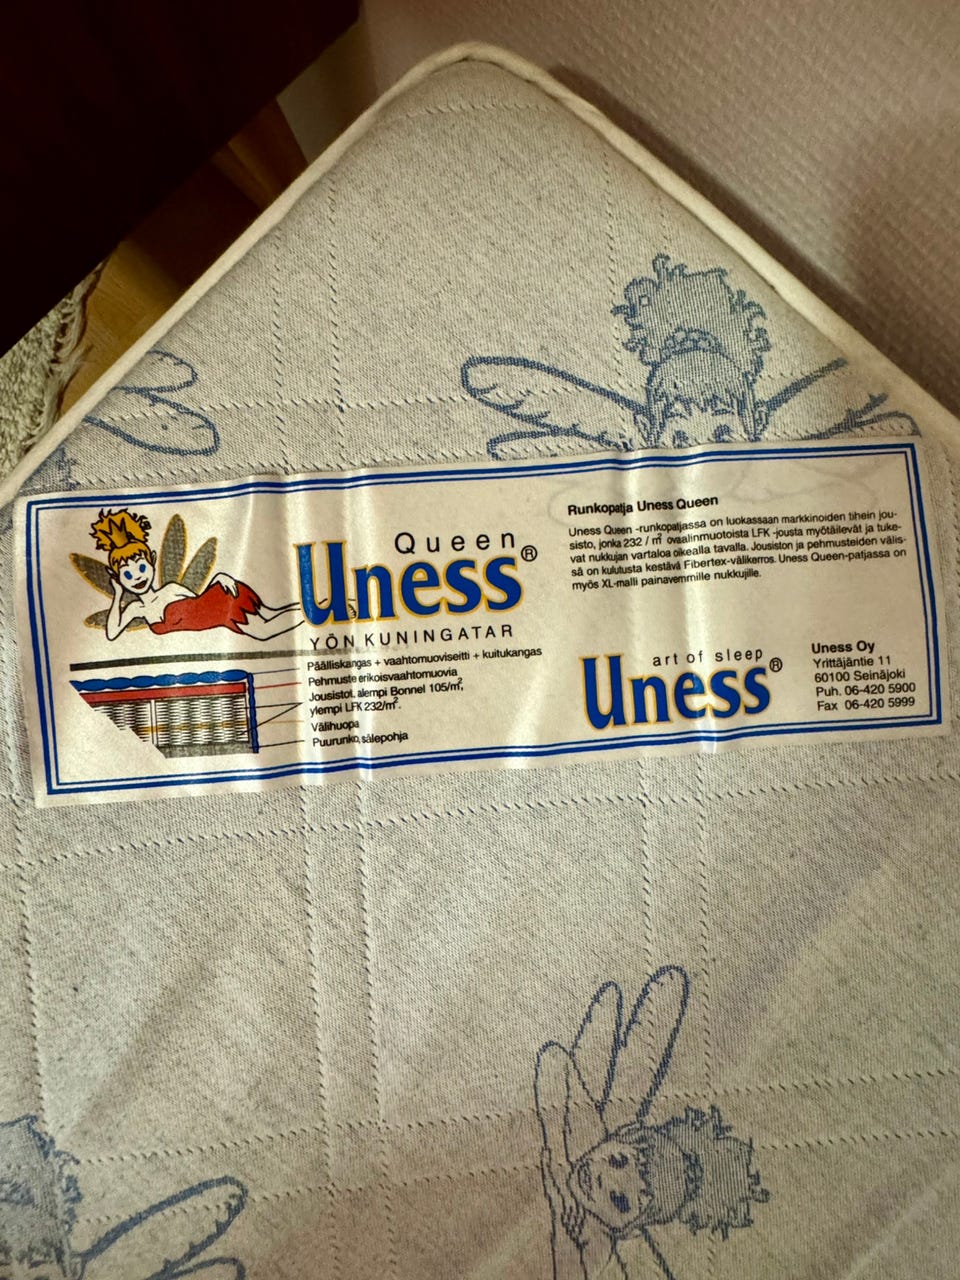 Queen
Uness®
YÖN KUNINGATAR
Päälliskangas + vaahtomuoviseitti + kuitukangas
Pehmuste erikoisvaahtomuovia
Jousistot. alempi Bonnel 105/m²,
ylempi LFK 232/m².
Välihuopa
Puurunko, sälepohja
Runkopatja Uness Queen
Uness Queen -runkopatjassa on luokassaan markkinoiden tihein jou-
sisto, jonka 232 / m² ovaalinmuotoista LFK -jousta myötäilevät ja tuke-
vat nukkujan vartaloa oikealla tavalla. Jousiston ja pehmusteiden välis-
sä on kulutusta kestävä Fibertex-välikerros. Uness Queen-patjassa on
myös XL-malli painavemmille nukkujille.
art of sleep
Uness®
Uness Oy
Yrittäjäntie 11
60100 Seinäjoki
Puh. 06-420 5900
Fax 06-420 5999